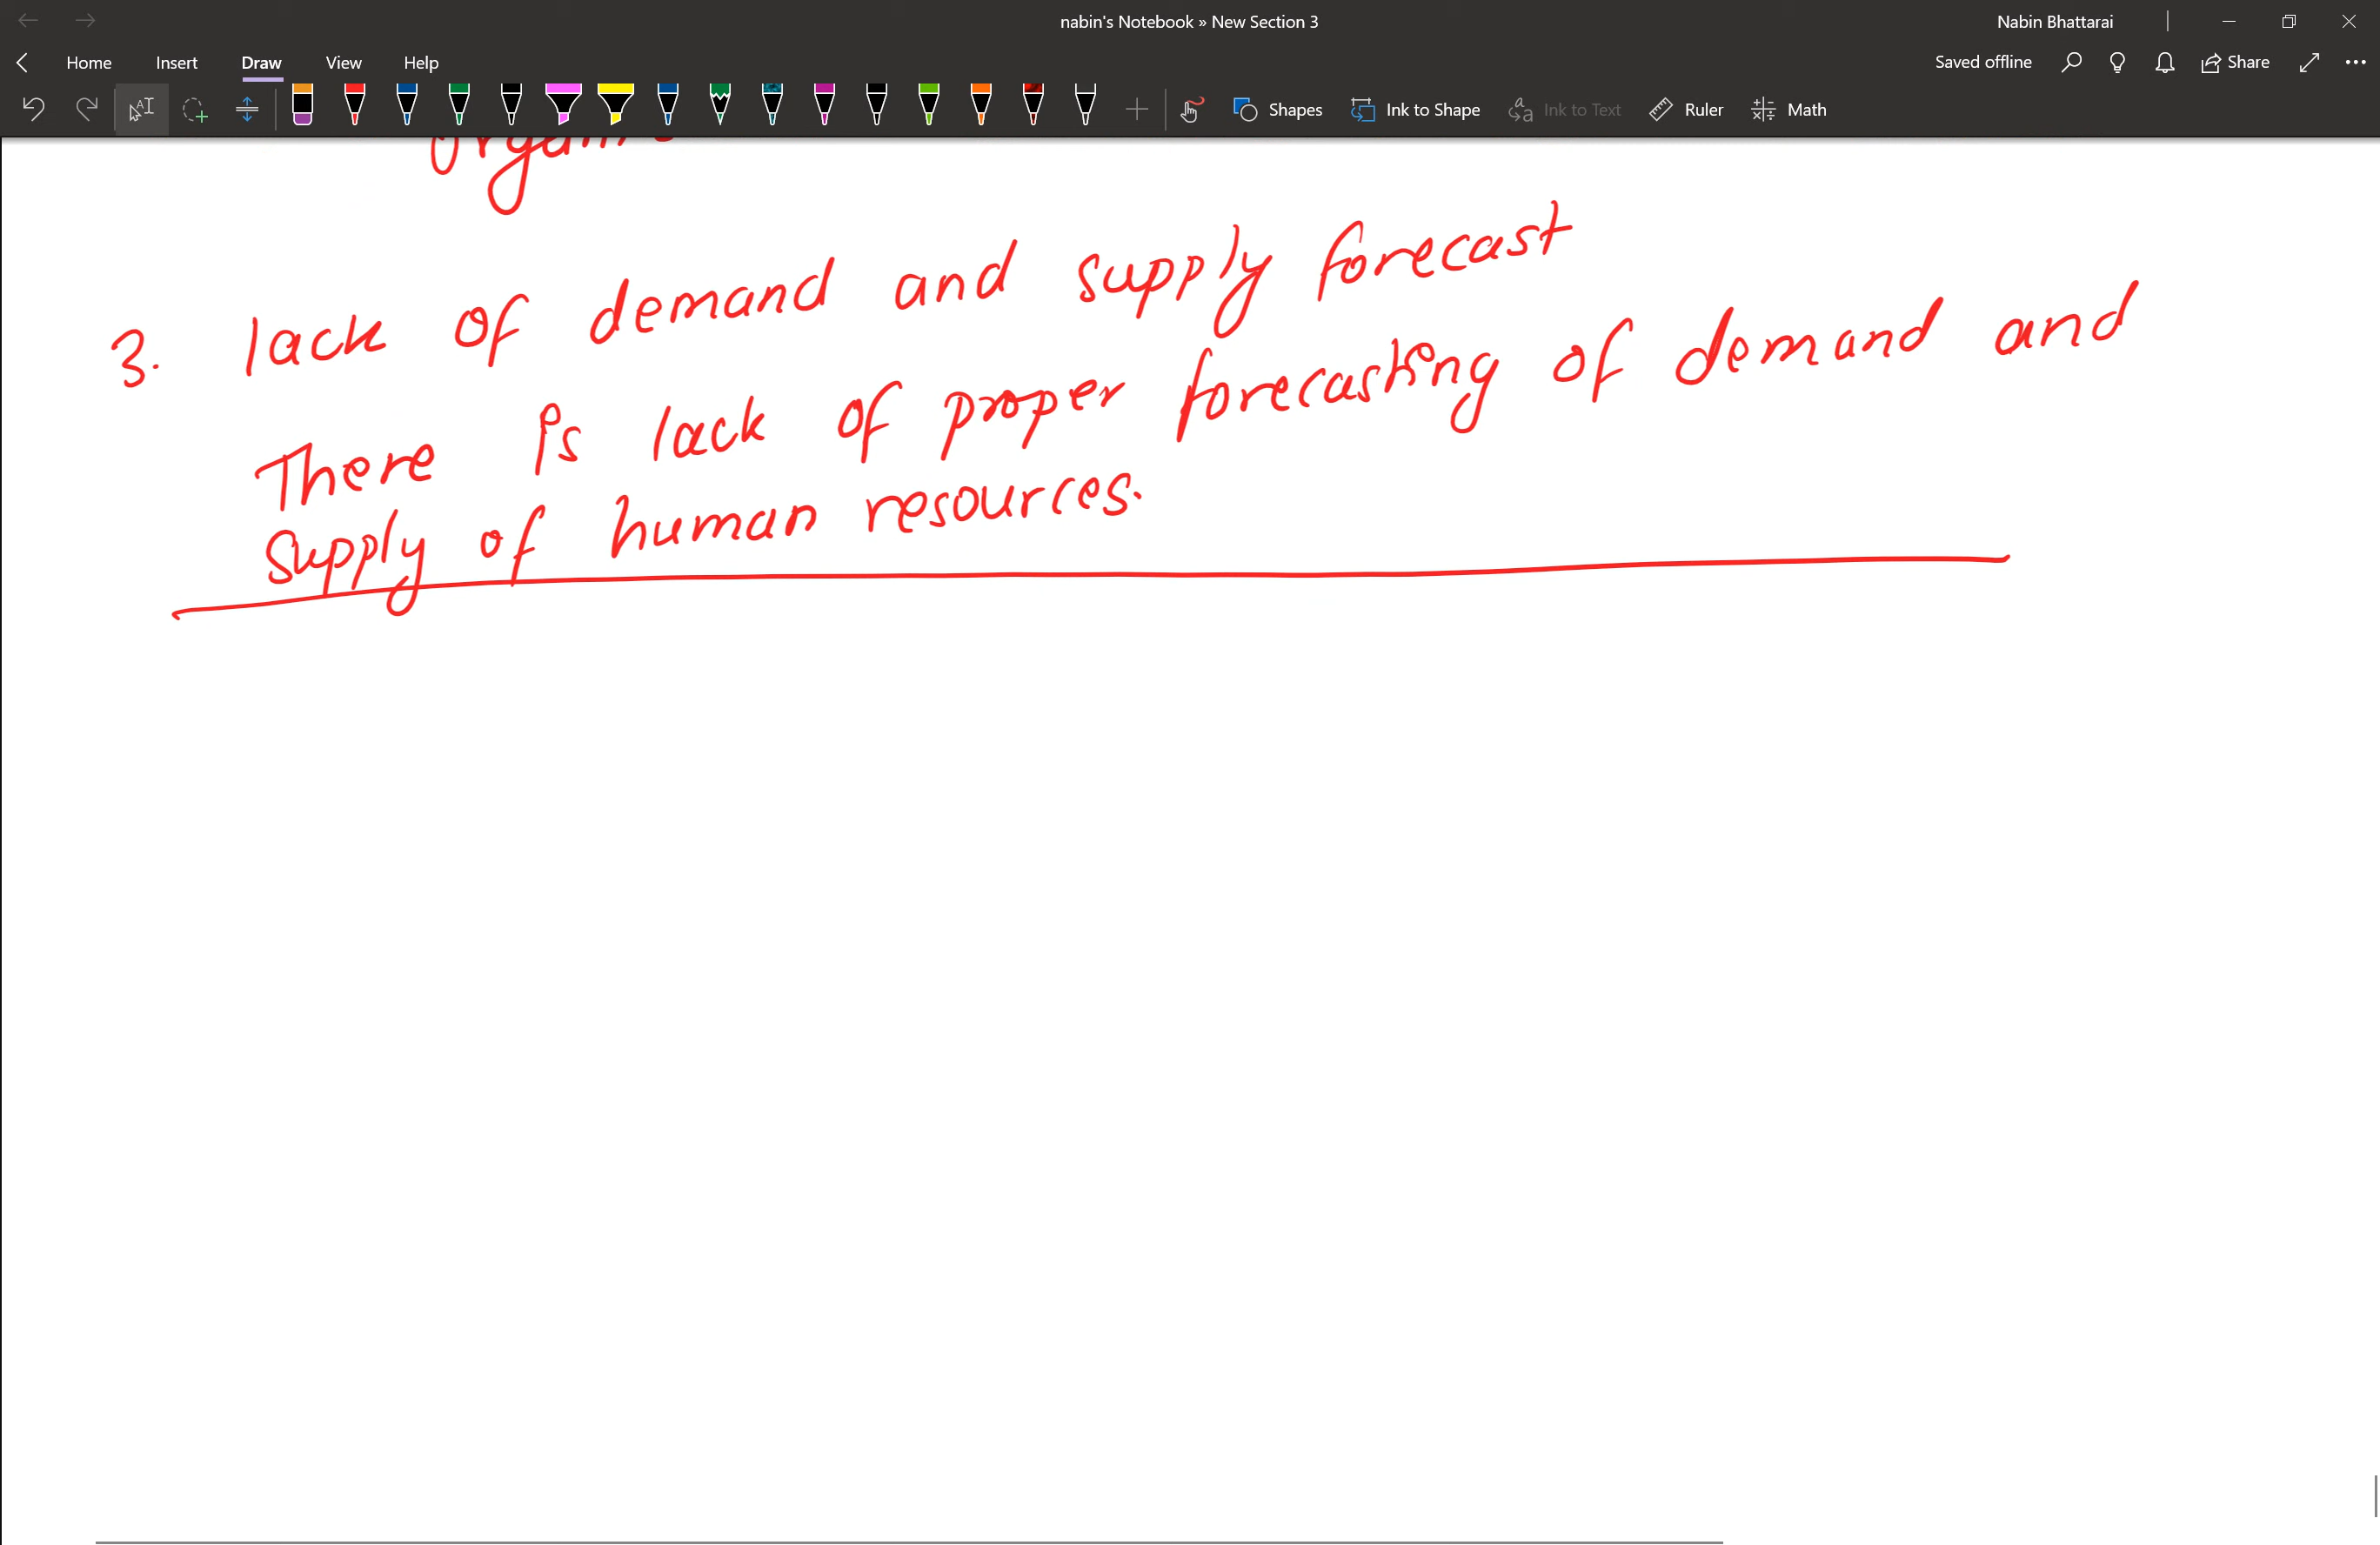 nabin's Notebook » New Section 3
Nabin Bhattarai
Home Insert Draw View Help
Saved offline
Share
Shapes
Ink to Shape
Ink to Text
Ruler
Math
3. lack of demand and supply forecast
There is lack of proper forecasting of demand and
supply of human resources.